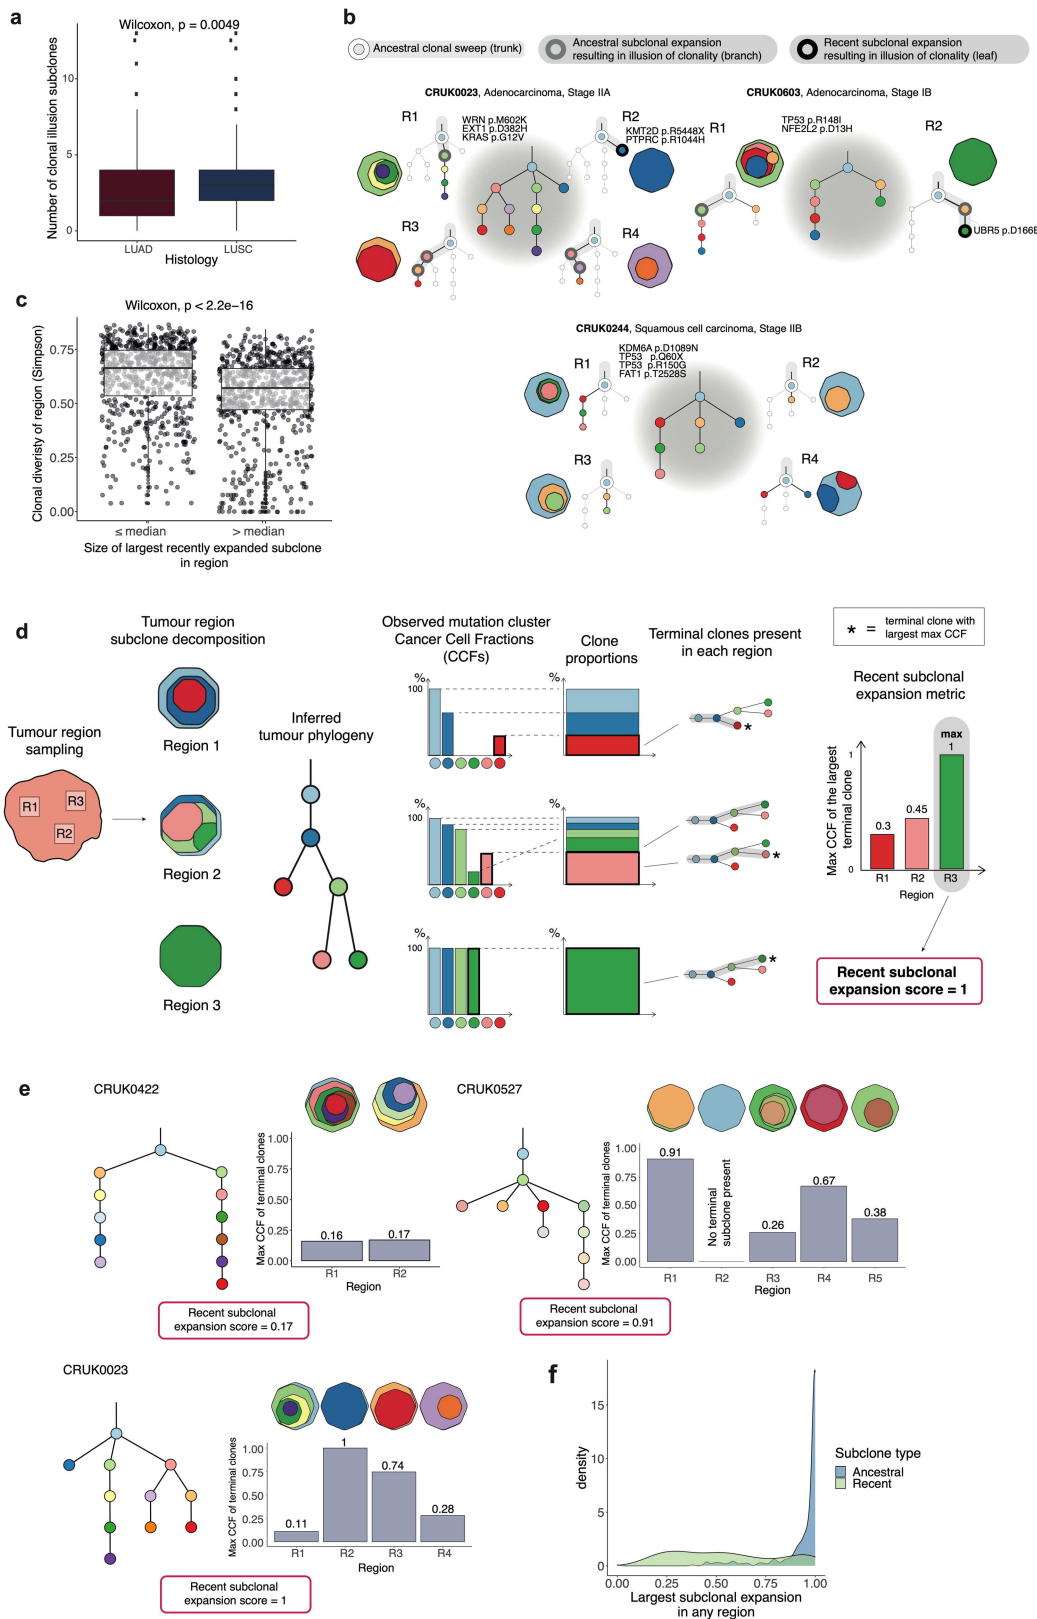 a
Wilcoxon, p = 0.0049
Number of clonal illusion subclones
10
5
0
LUAD
LUSC
Histology
b
Ancestral clonal sweep (trunk)
Ancestral subclonal expansion
resulting in illusion of clonality (branch)
Recent subclonal expansion
resulting in illusion of clonality (leaf)
CRUK0023, Adenocarcinoma, Stage IIA
R1
WRN p.M602K
EXT1 p.D382H
KRAS p.G12V
R2
KMT2D p.R5448X
PTPRC p.R1044H
R3
R4
CRUK0603, Adenocarcinoma, Stage IB
R1
TP53 p.R148I
NFE2L2 p.D13H
R2
UBR5 p.D166E
CRUK0244, Squamous cell carcinoma, Stage IIB
R1
KDM6A p.D1089N
TP53 p.Q60X
TP53 p.R150G
FAT1 p.T2528S
R2
R3
R4
c
Wilcoxon, p < 2.2e−16
Clonal diveristy of region (Simpson)
0.75
0.50
0.25
0.00
≤ median
> median
Size of largest recently expanded subclone
in region
d
Tumour region
sampling
R1
R3
R2
Tumour region
subclone decomposition
Region 1
Region 2
Region 3
Inferred
tumour phylogeny
Observed mutation cluster
Cancer Cell Fractions
(CCFs)
%
100
%
100
%
100
Clone
proportions
%
%
%
Terminal clones present
in each region
*
*
*
* = terminal clone with
largest max CCF
Recent subclonal
expansion metric
Max CCF of the largest
terminal clone
1
0
0.3
0.45
max
1
R1
R2
R3
Region
Recent subclonal
expansion score = 1
e
CRUK0422
Max CCF of terminal clones
1.00
0.75
0.50
0.25
0.00
0.16
0.17
R1
R2
Region
Recent subclonal
expansion score = 0.17
CRUK0527
Max CCF of terminal clones
1.00
0.75
0.50
0.25
0.00
0.91
No terminal
subclone present
0.26
0.67
0.38
R1
R2
R3
R4
R5
Region
Recent subclonal
expansion score = 0.91
CRUK0023
Max CCF of terminal clones
1.00
0.75
0.50
0.25
0.00
0.11
1
0.74
0.28
R1
R2
R3
R4
Region
Recent subclonal
expansion score = 1
f
density
15
10
5
0
0.00
0.25
0.50
0.75
1.00
Largest subclonal expansion
in any region
Subclone type
Ancestral
Recent